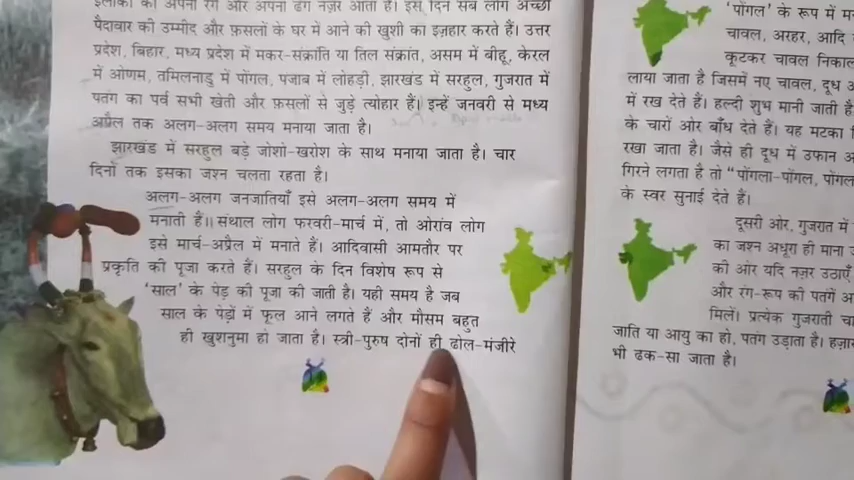 इलाकों का अपना रंग और अपना ढंग नज़र आता है। इस दिन सब लोग अच्छी
पैदावार की उम्मीद और फ़सलों के घर में आने की खुशी का इज़हार करते हैं। उत्तर
प्रदेश, बिहार, मध्य प्रदेश में मकर-संक्रांति या तिल संक्रांत, असम में बीहू, केरल
में ओणम, तमिलनाडु में पोंगल, पंजाब में लोहड़ी, झारखंड में सरहुल, गुजरात में
पतंग का पर्व सभी खेती और फ़सलों से जुड़े त्योहार हैं। इन्हें जनवरी से मध्य
अप्रैल तक अलग-अलग समय मनाया जाता है।
झारखंड में सरहुल बड़े जोशो-खरोश के साथ मनाया जाता है। चार
दिनों तक इसका जश्न चलता रहता है।
अलग-अलग जनजातियाँ इसे अलग-अलग समय में
मनाती हैं। संथाल लोग फरवरी-मार्च में, तो ओरांव लोग
इसे मार्च-अप्रैल में मनाते हैं। आदिवासी आमतौर पर
प्रकृति की पूजा करते हैं। सरहुल के दिन विशेष रूप से
'साल' के पेड़ की पूजा की जाती है। यही समय है जब
साल के पेड़ों में फूल आने लगते हैं और मौसम बहुत
ही खुशनुमा हो जाता है। स्त्री-पुरुष दोनों ही ढोल-मंजीरे
'पोंगल' के रूप में
चावल, अरहर, आदि
कूटकर चावल
लाया जाता है जिसमें नए चावल, दूध
में रख देते हैं। हल्दी शुभ मानी जाती है
के चारों ओर बाँध देते हैं। यह मटका
रखा जाता है। जैसे ही दूध में उफान
गिरने लगता है तो "पोंगला-पोंगल,
के स्वर सुनाई देते हैं।
दूसरी ओर, गुजरात में
का जश्न अधूरा ही माना
की ओर यदि नज़र उठाएँ
और रंग-रूप की पतंगें
मिलें। प्रत्येक गुजराती
जाति या आयु का हो, पतंग उड़ाता है।
भी ढक-सा जाता है।